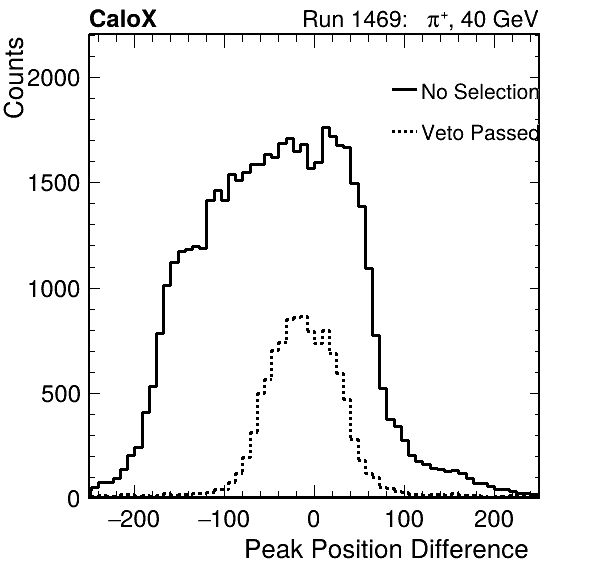 CaloX Run 1469: π⁺, 40 GeV
Counts
2000
1500
1000
500
0
No Selection
Veto Passed
−200 −100 0 100 200
Peak Position Difference